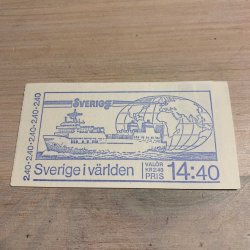 SVERIGE
2.40·2.40·2.40·2.40·2.40
Sverige i världen
VALÖR
KR 2:40
PRIS
14:40